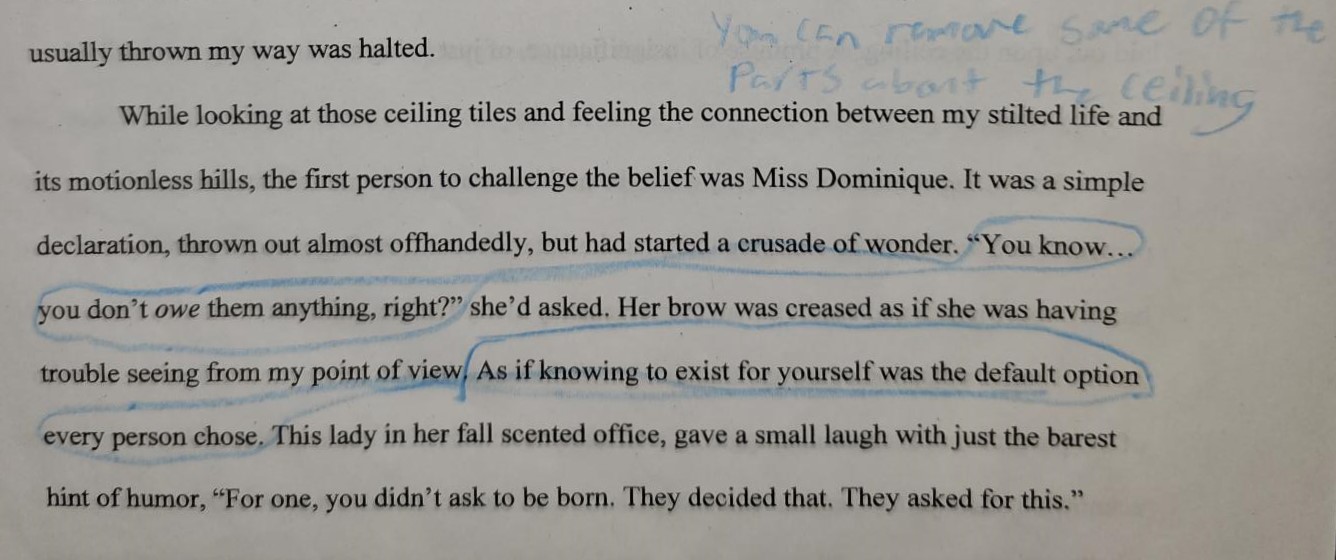 You can remove some of the
Parts about the ceiling
usually thrown my way was halted.
While looking at those ceiling tiles and feeling the connection between my stilted life and
its motionless hills, the first person to challenge the belief was Miss Dominique. It was a simple
declaration, thrown out almost offhandedly, but had started a crusade of wonder. “You know…
you don’t owe them anything, right?” she’d asked. Her brow was creased as if she was having
trouble seeing from my point of view, As if knowing to exist for yourself was the default option
every person chose. This lady in her fall scented office, gave a small laugh with just the barest
hint of humor, “For one, you didn’t ask to be born. They decided that. They asked for this.”